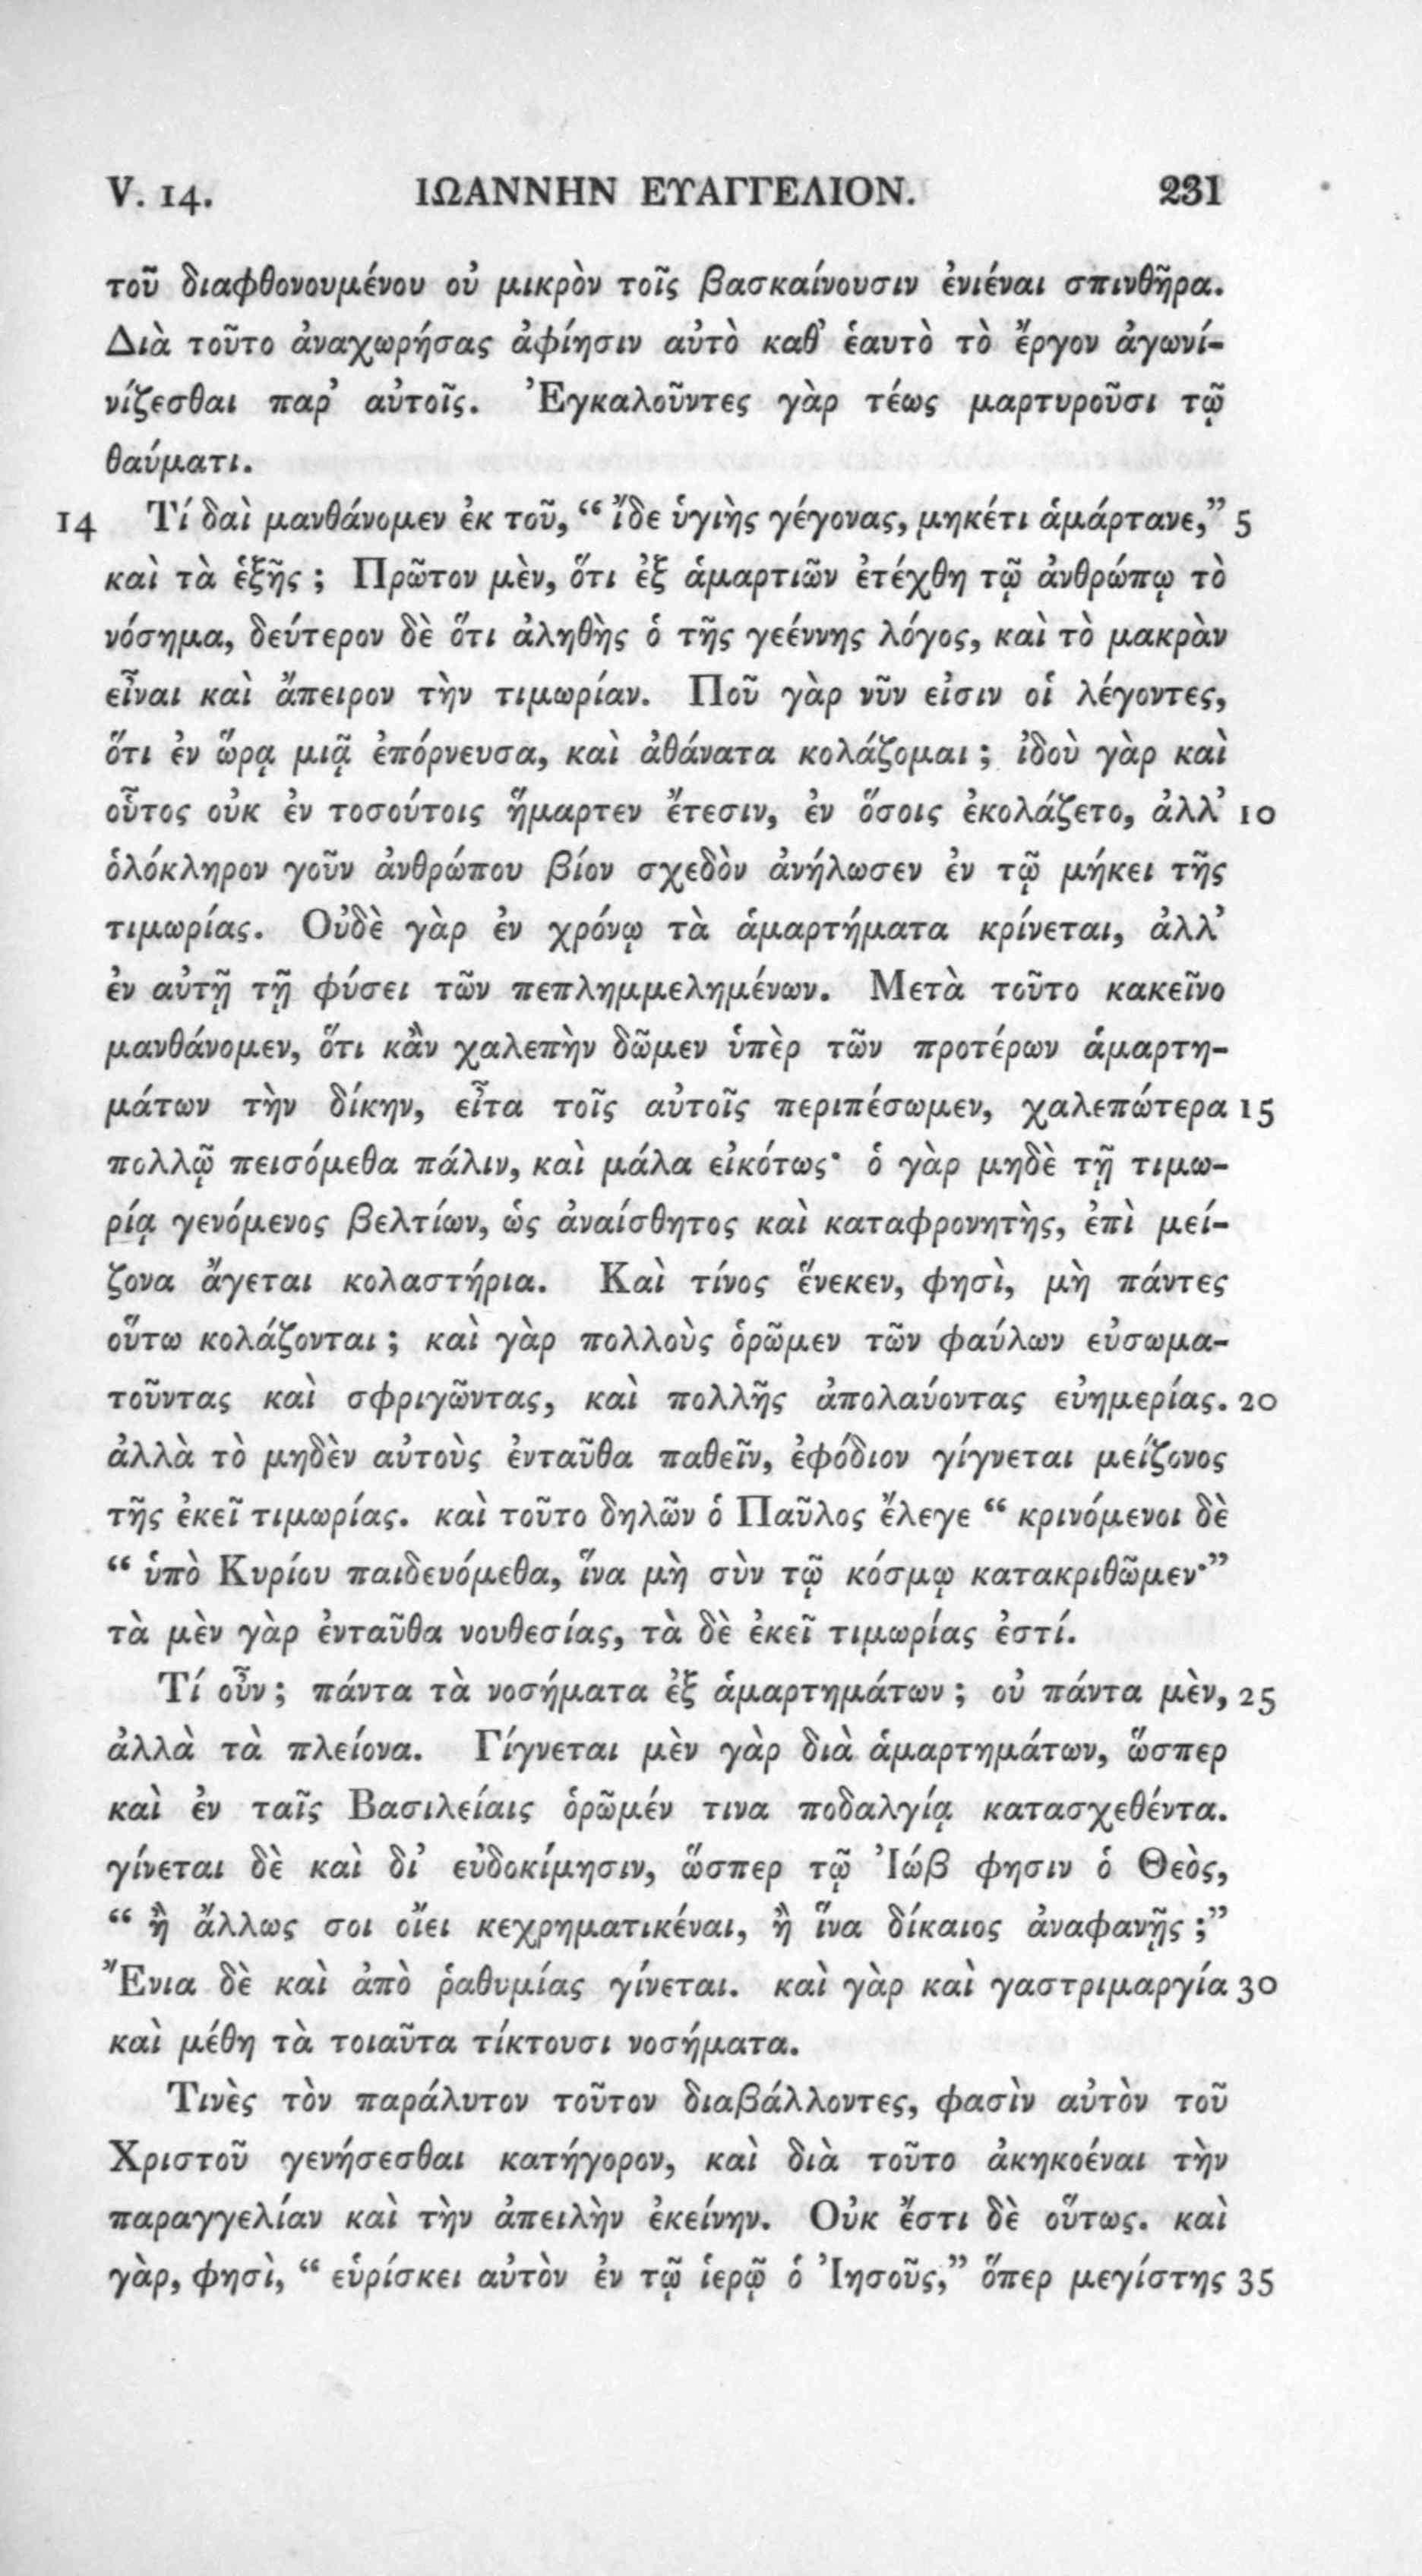 V. 14. ΙΩΑΝΝΗΝ ΕΥΑΓΓΕΛΙΟΝ. 231
τοῦ διαφθονουμένου οὐ μικρὸν τοῖς βασκαίνουσιν ἐνιέναι σπινθῆρα.
Διὰ τοῦτο ἀναχωρήσας ἀφίησιν αὐτὸ καθ’ ἑαυτὸ τὸ ἔργον ἀγωνί-
νίζεσθαι παρ’ αὐτοῖς. Ἐγκαλοῦντες γὰρ τέως μαρτυροῦσι τῷ
θαύματι.
14 Τί δαὶ μανθάνομεν ἐκ τοῦ, “ ἴδε ὑγιὴς γέγονας, μηκέτι ἁμάρτανε,” 5
καὶ τὰ ἑξῆς ; Πρῶτον μὲν, ὅτι ἐξ ἁμαρτιῶν ἐτέχθη τῷ ἀνθρώπῳ τὸ
νόσημα, δεύτερον δὲ ὅτι ἀληθὴς ὁ τῆς γεέννης λόγος, καὶ τὸ μακρὰν
εἶναι καὶ ἄπειρον τὴν τιμωρίαν. Ποῦ γὰρ νῦν εἰσιν οἱ λέγοντες,
ὅτι ἐν ὥρᾳ μιᾷ ἐπόρνευσα, καὶ ἀθάνατα κολάζομαι ; ἰδοὺ γὰρ καὶ
οὗτος οὐκ ἐν τοσούτοις ἥμαρτεν ἔτεσιν, ἐν ὅσοις ἐκολάζετο, ἀλλ’ 10
ὁλόκληρον γοῦν ἀνθρώπου βίον σχεδὸν ἀνήλωσεν ἐν τῷ μήκει τῆς
τιμωρίας. Οὐδὲ γὰρ ἐν χρόνῳ τὰ ἁμαρτήματα κρίνεται, ἀλλ’
ἐν αὐτῇ τῇ φύσει τῶν πεπλημμελημένων. Μετὰ τοῦτο κακεῖνο
μανθάνομεν, ὅτι κἂν χαλεπὴν δῶμεν ὑπὲρ τῶν προτέρων ἁμαρτη-
μάτων τὴν δίκην, εἶτα τοῖς αὐτοῖς περιπέσωμεν, χαλεπώτερα 15
πολλῷ πεισόμεθα πάλιν, καὶ μάλα εἰκότως· ὁ γὰρ μηδὲ τῇ τιμω-
ρίᾳ γενόμενος βελτίων, ὡς ἀναίσθητος καὶ καταφρονητὴς, ἐπὶ μεί-
ζονα ἄγεται κολαστήρια. Καὶ τίνος ἕνεκεν, φησὶ, μὴ πάντες
οὕτω κολάζονται ; καὶ γὰρ πολλοὺς ὁρῶμεν τῶν φαύλων εὐσωμα-
τοῦντας καὶ σφριγῶντας, καὶ πολλῆς ἀπολαύοντας εὐημερίας. 20
ἀλλὰ τὸ μηδὲν αὐτοὺς ἐνταῦθα παθεῖν, ἐφόδιον γίγνεται μείζονος
τῆς ἐκεῖ τιμωρίας. καὶ τοῦτο δηλῶν ὁ Παῦλος ἔλεγε “ κρινόμενοι δὲ
“ ὑπὸ Κυρίου παιδευόμεθα, ἵνα μὴ σὺν τῷ κόσμῳ κατακριθῶμεν·”
τὰ μὲν γὰρ ἐνταῦθα νουθεσίας, τὰ δὲ ἐκεῖ τιμωρίας ἐστί.
Τί οὖν ; πάντα τὰ νοσήματα ἐξ ἁμαρτημάτων ; οὐ πάντα μὲν, 25
ἀλλὰ τὰ πλείονα. Γίγνεται μὲν γὰρ διὰ ἁμαρτημάτων, ὥσπερ
καὶ ἐν ταῖς Βασιλείαις ὁρῶμέν τινα ποδαλγίᾳ κατασχεθέντα.
γίνεται δὲ καὶ δι’ εὐδοκίμησιν, ὥσπερ τῷ Ἰώβ φησιν ὁ Θεὸς,
“ ἢ ἄλλως σοι οἴει κεχρηματικέναι, ἢ ἵνα δίκαιος ἀναφανῇς ;”
Ἔνια δὲ καὶ ἀπὸ ῥαθυμίας γίνεται. καὶ γὰρ καὶ γαστριμαργία 30
καὶ μέθη τὰ τοιαῦτα τίκτουσι νοσήματα.
Τινὲς τὸν παράλυτον τοῦτον διαβάλλοντες, φασὶν αὐτὸν τοῦ
Χριστοῦ γενήσεσθαι κατήγορον, καὶ διὰ τοῦτο ἀκηκοέναι τὴν
παραγγελίαν καὶ τὴν ἀπειλὴν ἐκείνην. Οὐκ ἔστι δὲ οὕτως. καὶ
γὰρ, φησὶ, “ εὑρίσκει αὐτὸν ἐν τῷ ἱερῷ ὁ Ἰησοῦς,” ὅπερ μεγίστης 35